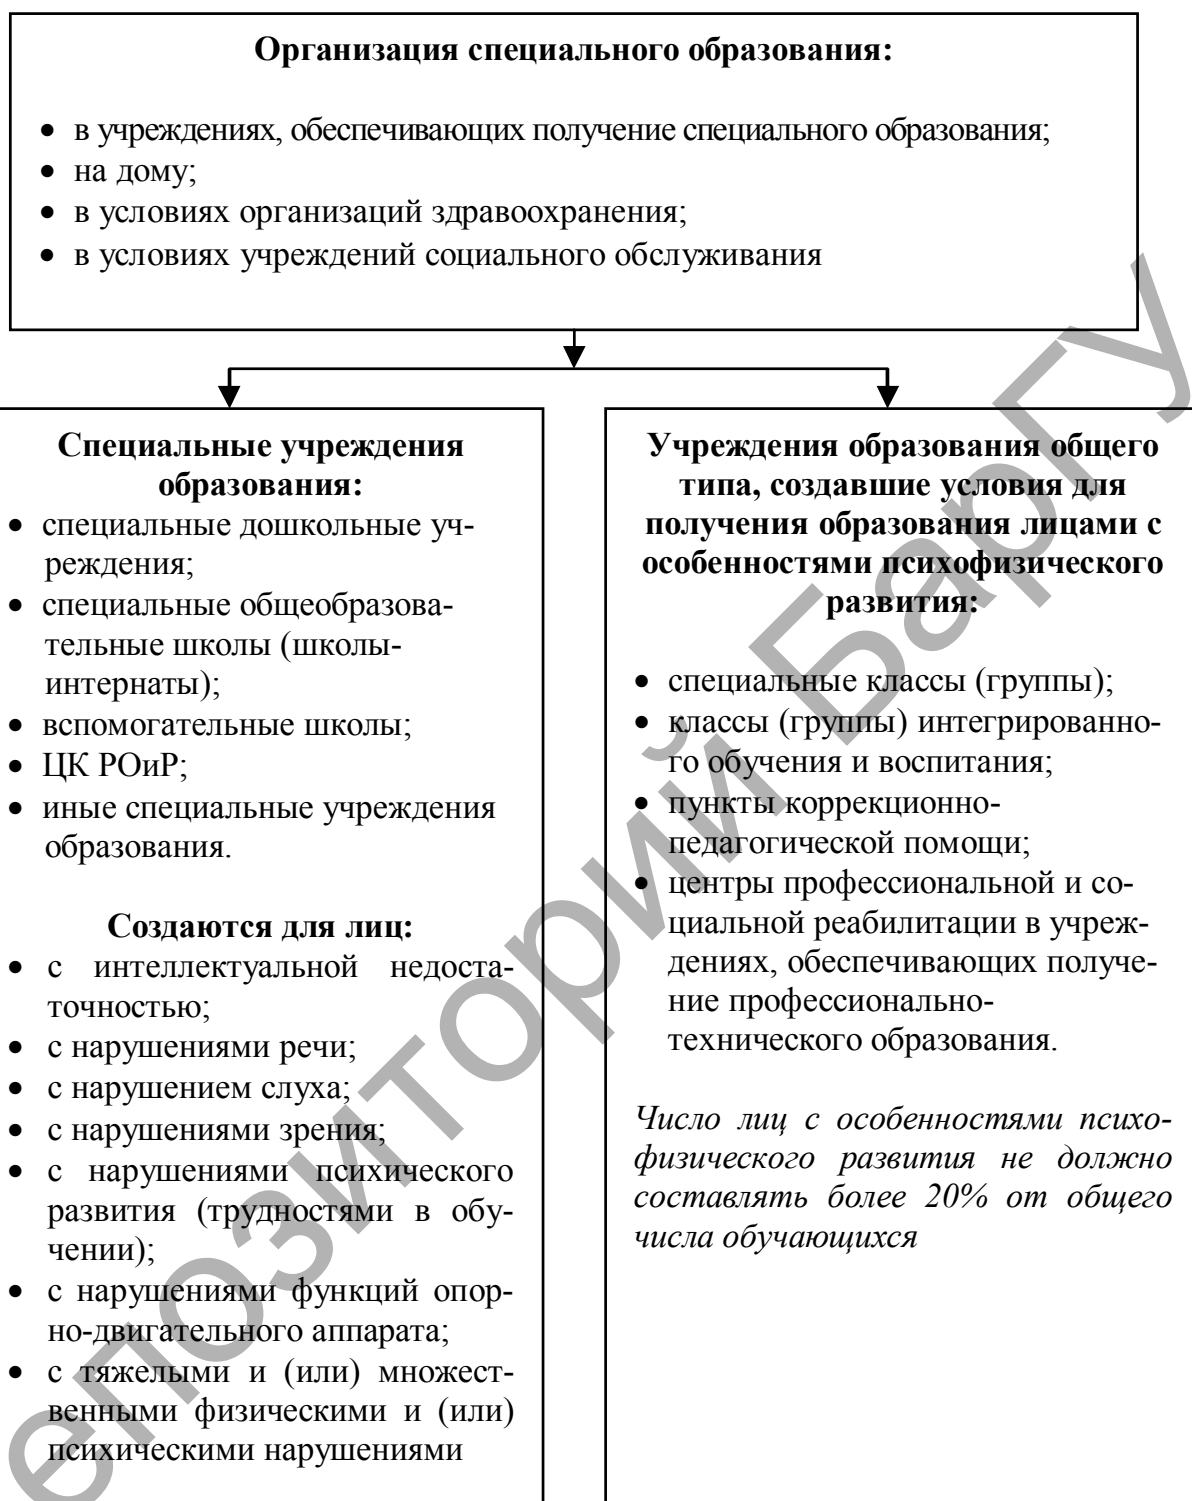 Организация специального образования:
• в учреждениях, обеспечивающих получение специального образования;
• на дому;
• в условиях организаций здравоохранения;
• в условиях учреждений социального обслуживания
Специальные учреждения
образования:
• специальные дошкольные уч-
реждения;
• специальные общеобразова-
тельные школы (школы-
интернаты);
• вспомогательные школы;
• ЦК РОиР;
• иные специальные учреждения
образования.
Создаются для лиц:
• с интеллектуальной недоста-
точностью;
• с нарушениями речи;
• с нарушением слуха;
• с нарушениями зрения;
• с нарушениями психического
развития (трудностями в обу-
чении);
• с нарушениями функций опор-
но-двигательного аппарата;
• с тяжелыми и (или) множест-
венными физическими и (или)
психическими нарушениями
Учреждения образования общего
типа, создавшие условия для
получения образования лицами с
особенностями психофизического
развития:
• специальные классы (группы);
• классы (группы) интегрированно-
го обучения и воспитания;
• пункты коррекционно-
педагогической помощи;
• центры профессиональной и со-
циальной реабилитации в учреж-
дениях, обеспечивающих получе-
ние профессионально-
технического образования.
Число лиц с особенностями психо-
физического развития не должно
составлять более 20% от общего
числа обучающихся
епозиторий БарГУ